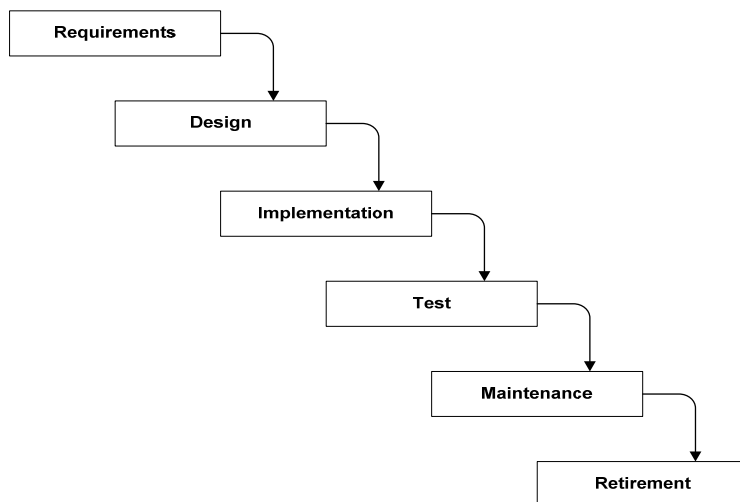 Requirements
Design
Implementation
Test
Maintenance
Retirement